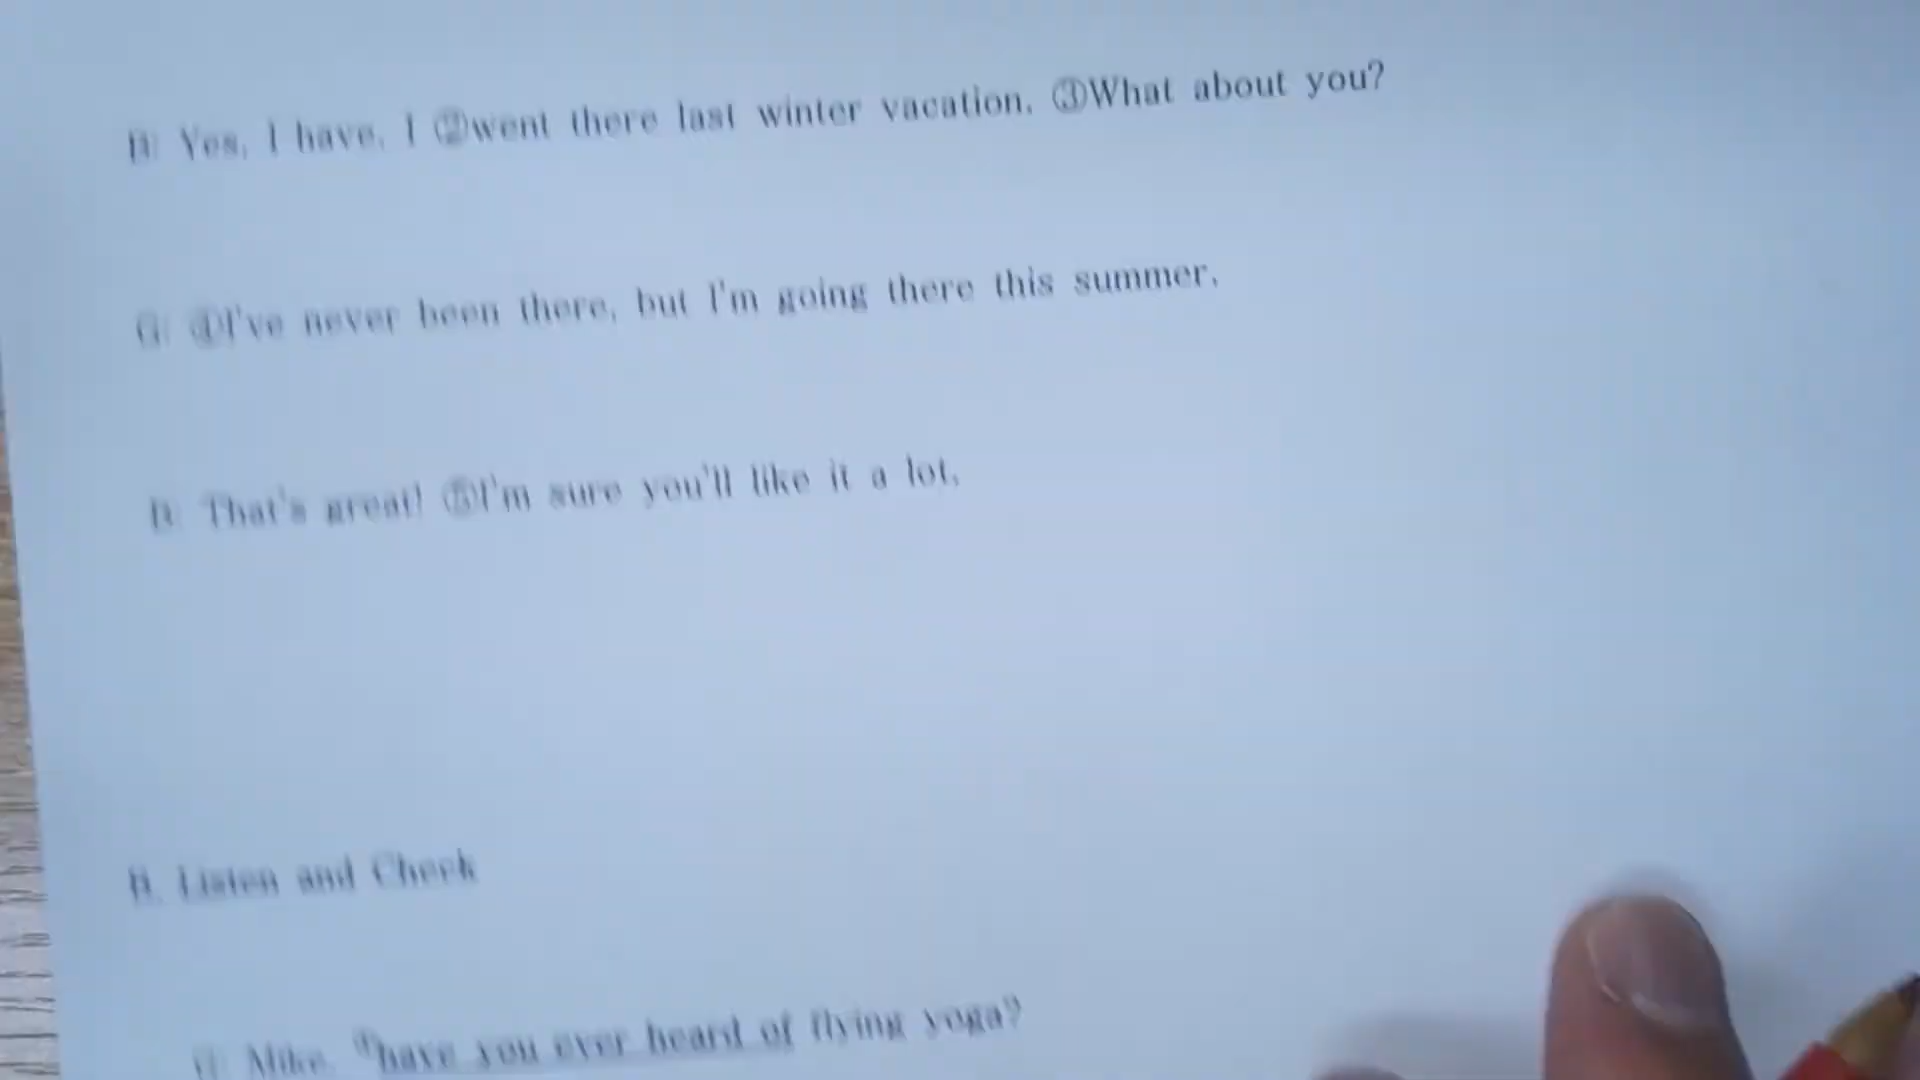 B: Yes, I have. I ②went there last winter vacation. ③What about you?
G: ④I've never been there, but I'm going there this summer.
B: That's great! ⑤I'm sure you'll like it a lot.
B. Listen and Check
G: Mike, ①have you ever heard of flying yoga?